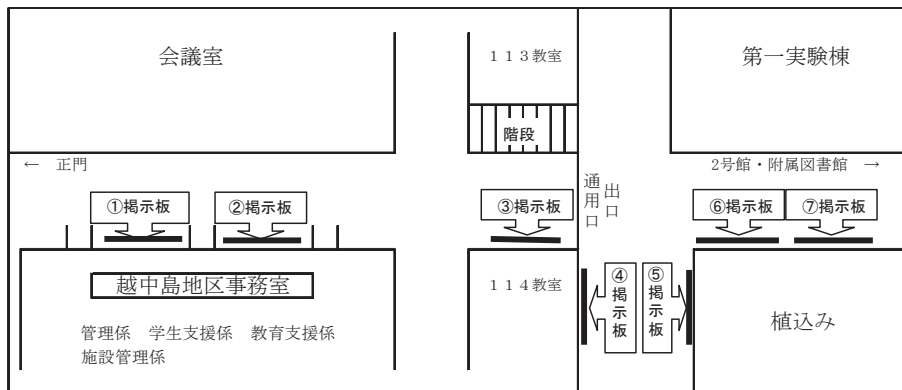 会議室
113教室
第一実験棟
階段
← 正門
2号館・附属図書館 →
通用口
出口
①掲示板
②掲示板
③掲示板
⑥掲示板
⑦掲示板
越中島地区事務室
114教室
④掲示板
⑤掲示板
植込み
管理係 学生支援係 教育支援係
施設管理係